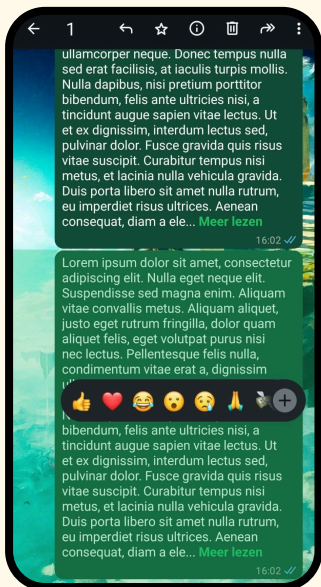 1
ullamcorper neque. Donec tempus nulla
sed erat facilisis, at iaculis turpis mollis.
Nulla dapibus, nisi pretium porttitor
bibendum, felis ante ultricies nisi, a
tincidunt augue sapien vitae lectus. Ut
et ex dignissim, interdum lectus sed,
pulvinar dolor. Fusce gravida quis risus
vitae suscipit. Curabitur tempus nisi
metus, et lacinia nulla vehicula gravida.
Duis porta libero sit amet nulla rutrum,
eu imperdiet risus ultrices. Aenean
consequat, diam a ele... Meer lezen
16:02
Lorem ipsum dolor sit amet, consectetur
adipiscing elit. Nulla eget neque elit.
Suspendisse sed magna enim. Aliquam
vitae convallis metus. Aliquam aliquet,
justo eget rutrum fringilla, dolor quam
aliquet felis, eget volutpat purus nisi
nec lectus. Pellentesque felis nulla,
condimentum vitae erat a, dignissim
bibendum, felis ante ultricies nisi, a
tincidunt augue sapien vitae lectus. Ut
et ex dignissim, interdum lectus sed,
pulvinar dolor. Fusce gravida quis risus
vitae suscipit. Curabitur tempus nisi
metus, et lacinia nulla vehicula gravida.
Duis porta libero sit amet nulla rutrum,
eu imperdiet risus ultrices. Aenean
consequat, diam a ele... Meer lezen
16:02